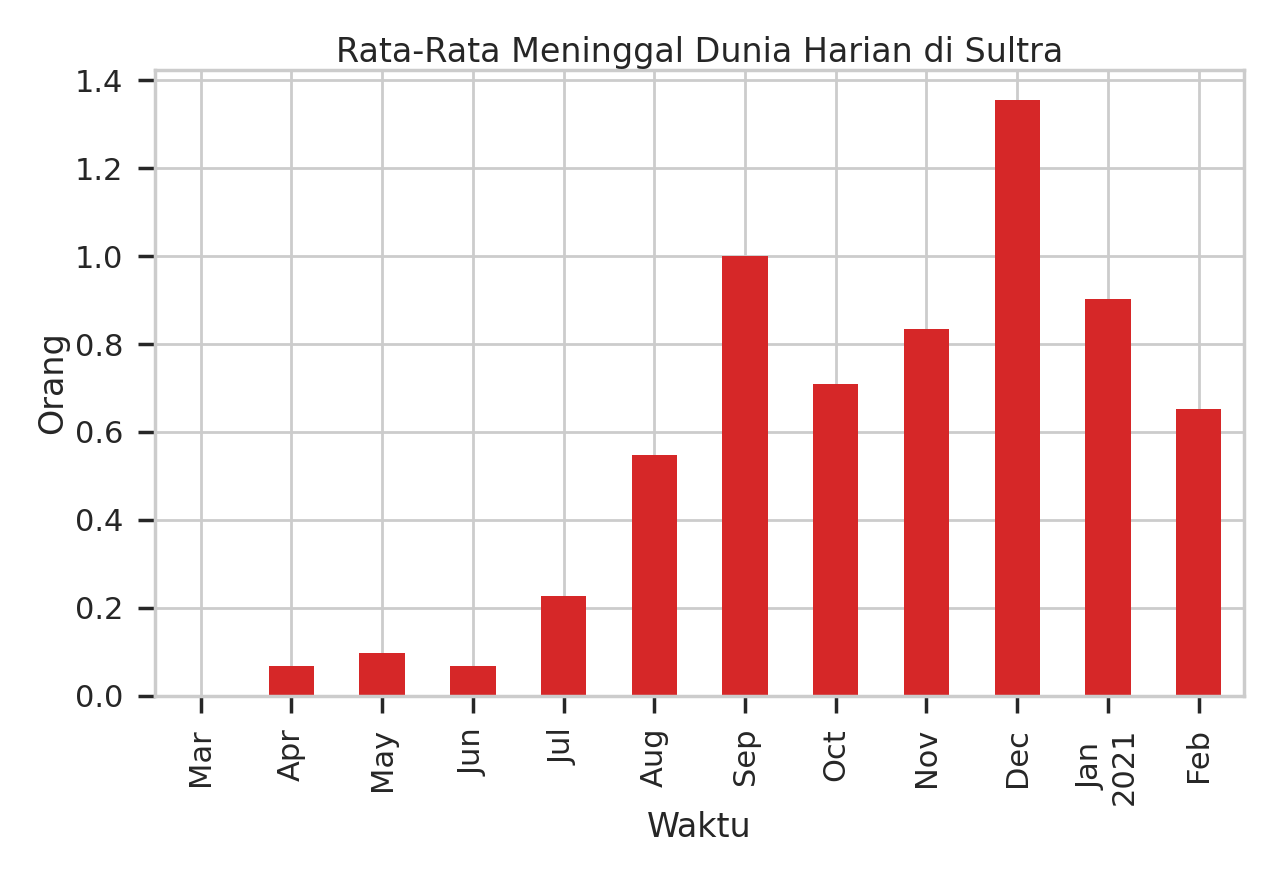 Rata-Rata Meninggal Dunia Harian di Sultra
1.4
1.2
1.0
0.8
0.6
0.4
0.2
0.0
Orang
Mar
Apr
May
Jun
Jul
Aug
Sep
Oct
Nov
Dec
Jan
2021
Feb
Waktu